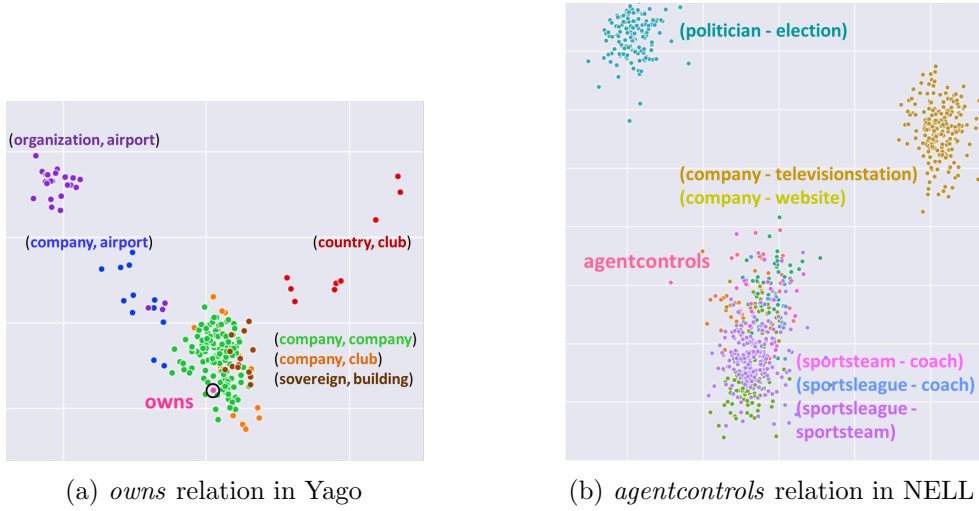 (organization, airport)
(company, airport)
(country, club)
(company, company)
(company, club)
(sovereign, building)
owns
(a) owns relation in Yago
(politician - election)
(company - televisionstation)
(company - website)
agentcontrols
(sportsteam - coach)
(sportsleague - coach)
(sportsleague -
sportsteam)
(b) agentcontrols relation in NELL